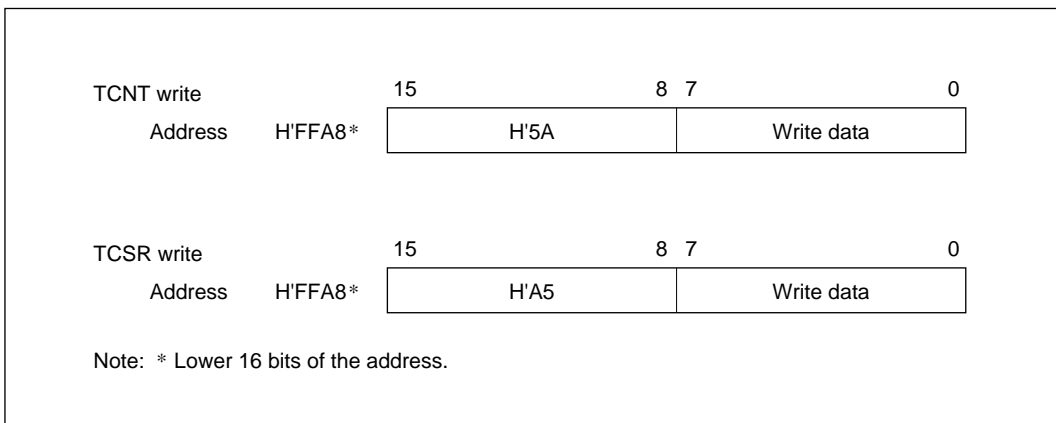 TCNT write 15 8 7 0
Address H'FFA8* H'5A Write data
TCSR write 15 8 7 0
Address H'FFA8* H'A5 Write data
Note: * Lower 16 bits of the address.